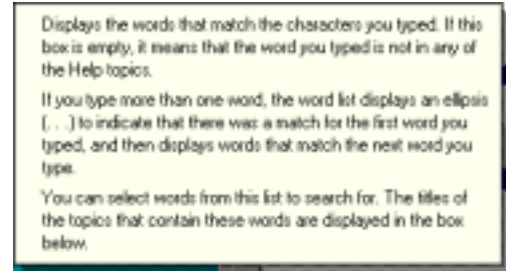 Displays the words that match the characters you typed. If this
box is empty, it means that the word you typed is not in any of
the Help topics.
If you type more than one word, the word list displays an ellipsis
(. . .) to indicate that there was a match for the first word you
typed, and then displays words that match the next word you
type.
You can select words from this list to search for. The titles of
the topics that contain these words are displayed in the box
below.